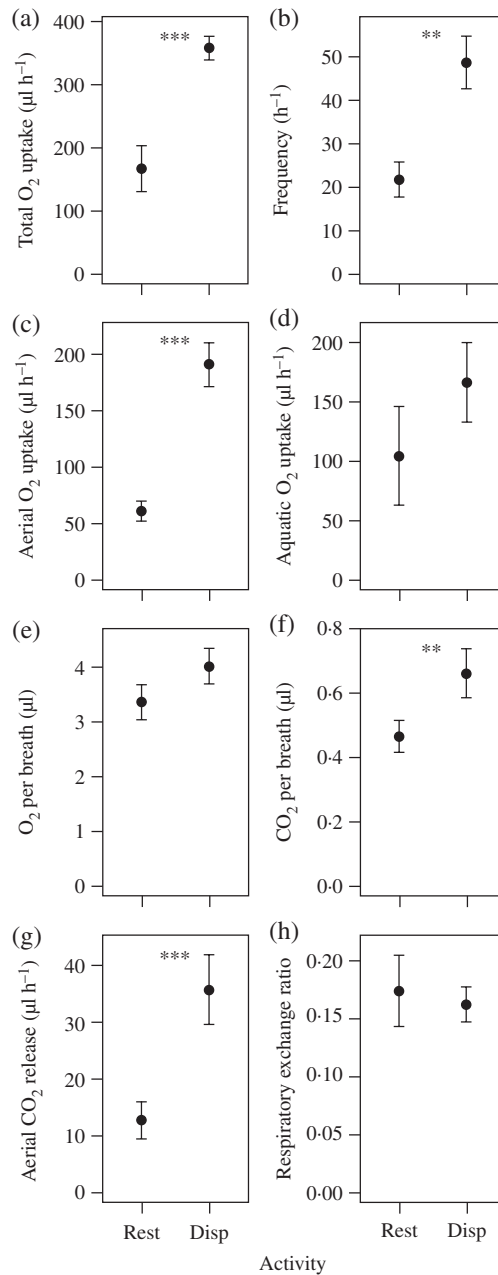 (a)
Total O₂ uptake (μl h⁻¹)
400
300
200
100
0
***
(b)
Frequency (h⁻¹)
50
40
30
20
10
0
**
(c)
Aerial O₂ uptake (μl h⁻¹)
200
150
100
50
0
***
(d)
Aquatic O₂ uptake (μl h⁻¹)
200
150
100
50
0
(e)
O₂ per breath (μl)
4
3
2
1
0
(f)
CO₂ per breath (μl)
0·8
0·6
0·4
0·2
0·0
**
(g)
Aerial CO₂ release (μl h⁻¹)
40
30
20
10
0
***
Rest Disp
(h)
Respiratory exchange ratio
0·20
0·15
0·10
0·05
0·00
Rest Disp
Activity